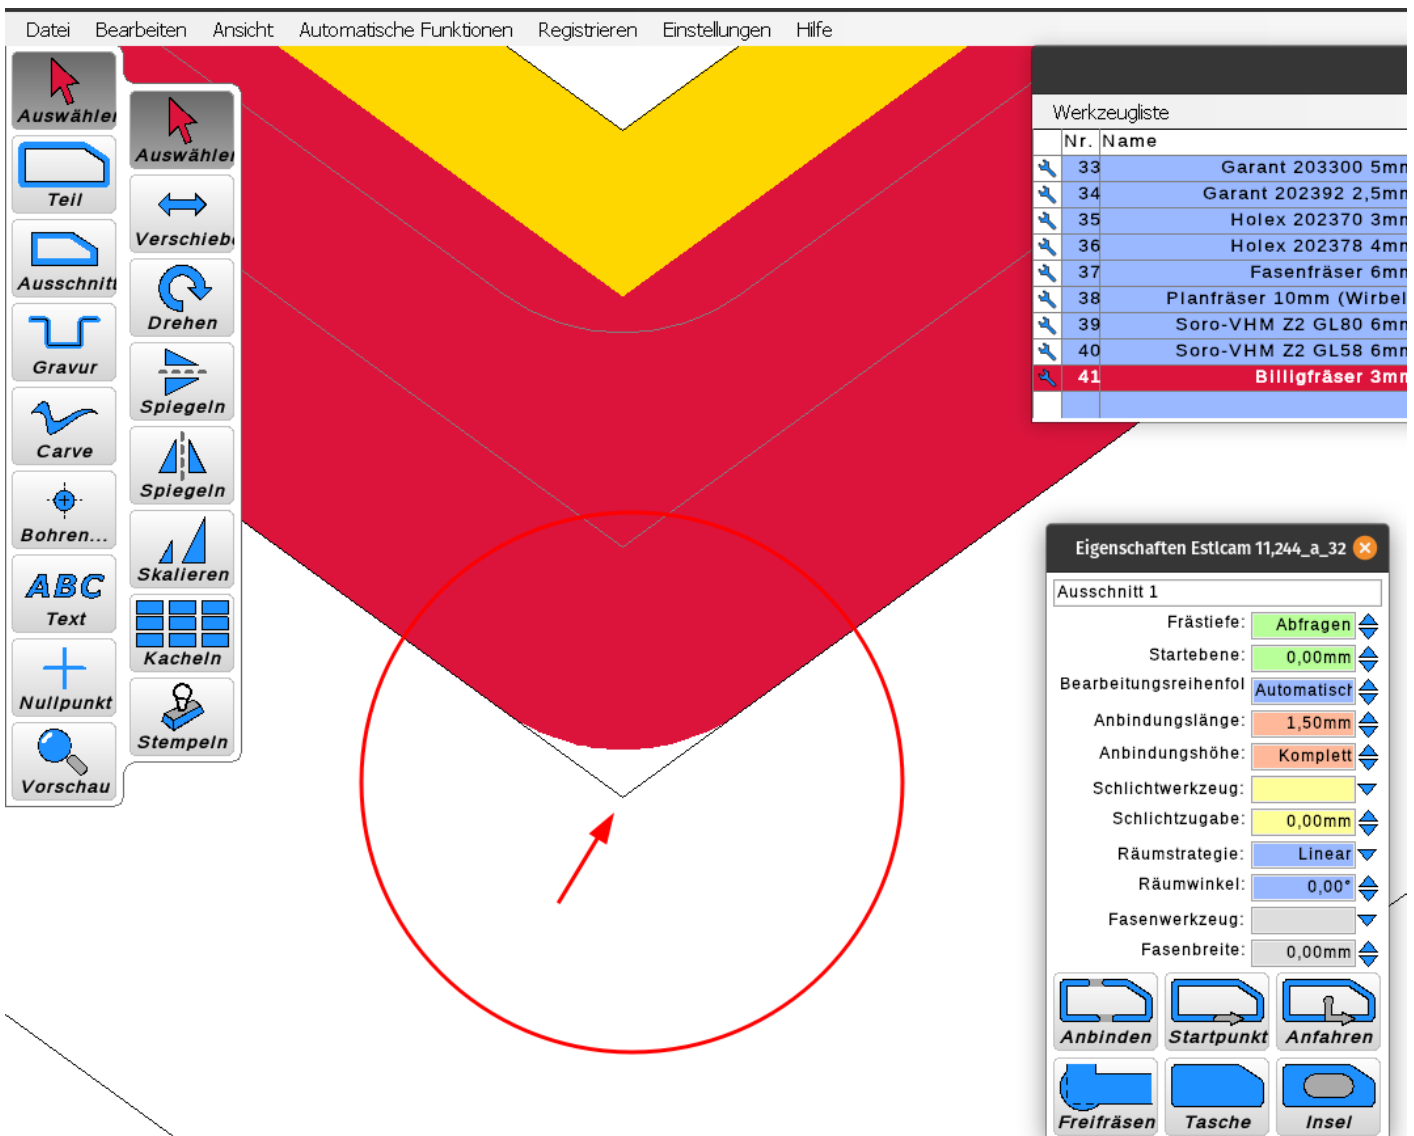 Datei Bearbeiten Ansicht Automatische Funktionen Registrieren Einstellungen Hilfe
Auswähler
Teil
Ausschnitt
Gravur
Carve
Bohren...
ABC
Text
Nullpunkt
Vorschau
Auswähler
Verschieb
Drehen
Spiegeln
Spiegeln
Skalieren
Kacheln
Stempeln
Werkzeugliste
Nr. Name
33 Garant 203300 5mm
34 Garant 202392 2,5mm
35 Holex 202370 3mm
36 Holex 202378 4mm
37 Fasenfräser 6mm
38 Planfräser 10mm (Wirbel
39 Soro-VHM Z2 GL80 6mm
40 Soro-VHM Z2 GL58 6mm
41 Billigfräser 3mm
Eigenschaften Estlcam 11,244_a_32
Ausschnitt 1
Frästiefe: Abfragen
Startebene: 0,00mm
Bearbeitungsreihenfol Automatisch
Anbindungslänge: 1,50mm
Anbindungshöhe: Komplett
Schlichtwerkzeug:
Schlichtzugabe: 0,00mm
Räumstrategie: Linear
Räumwinkel: 0,00°
Fasenwerkzeug:
Fasenbreite: 0,00mm
Anbinden Startpunkt Anfahren
Freifräsen Tasche Insel